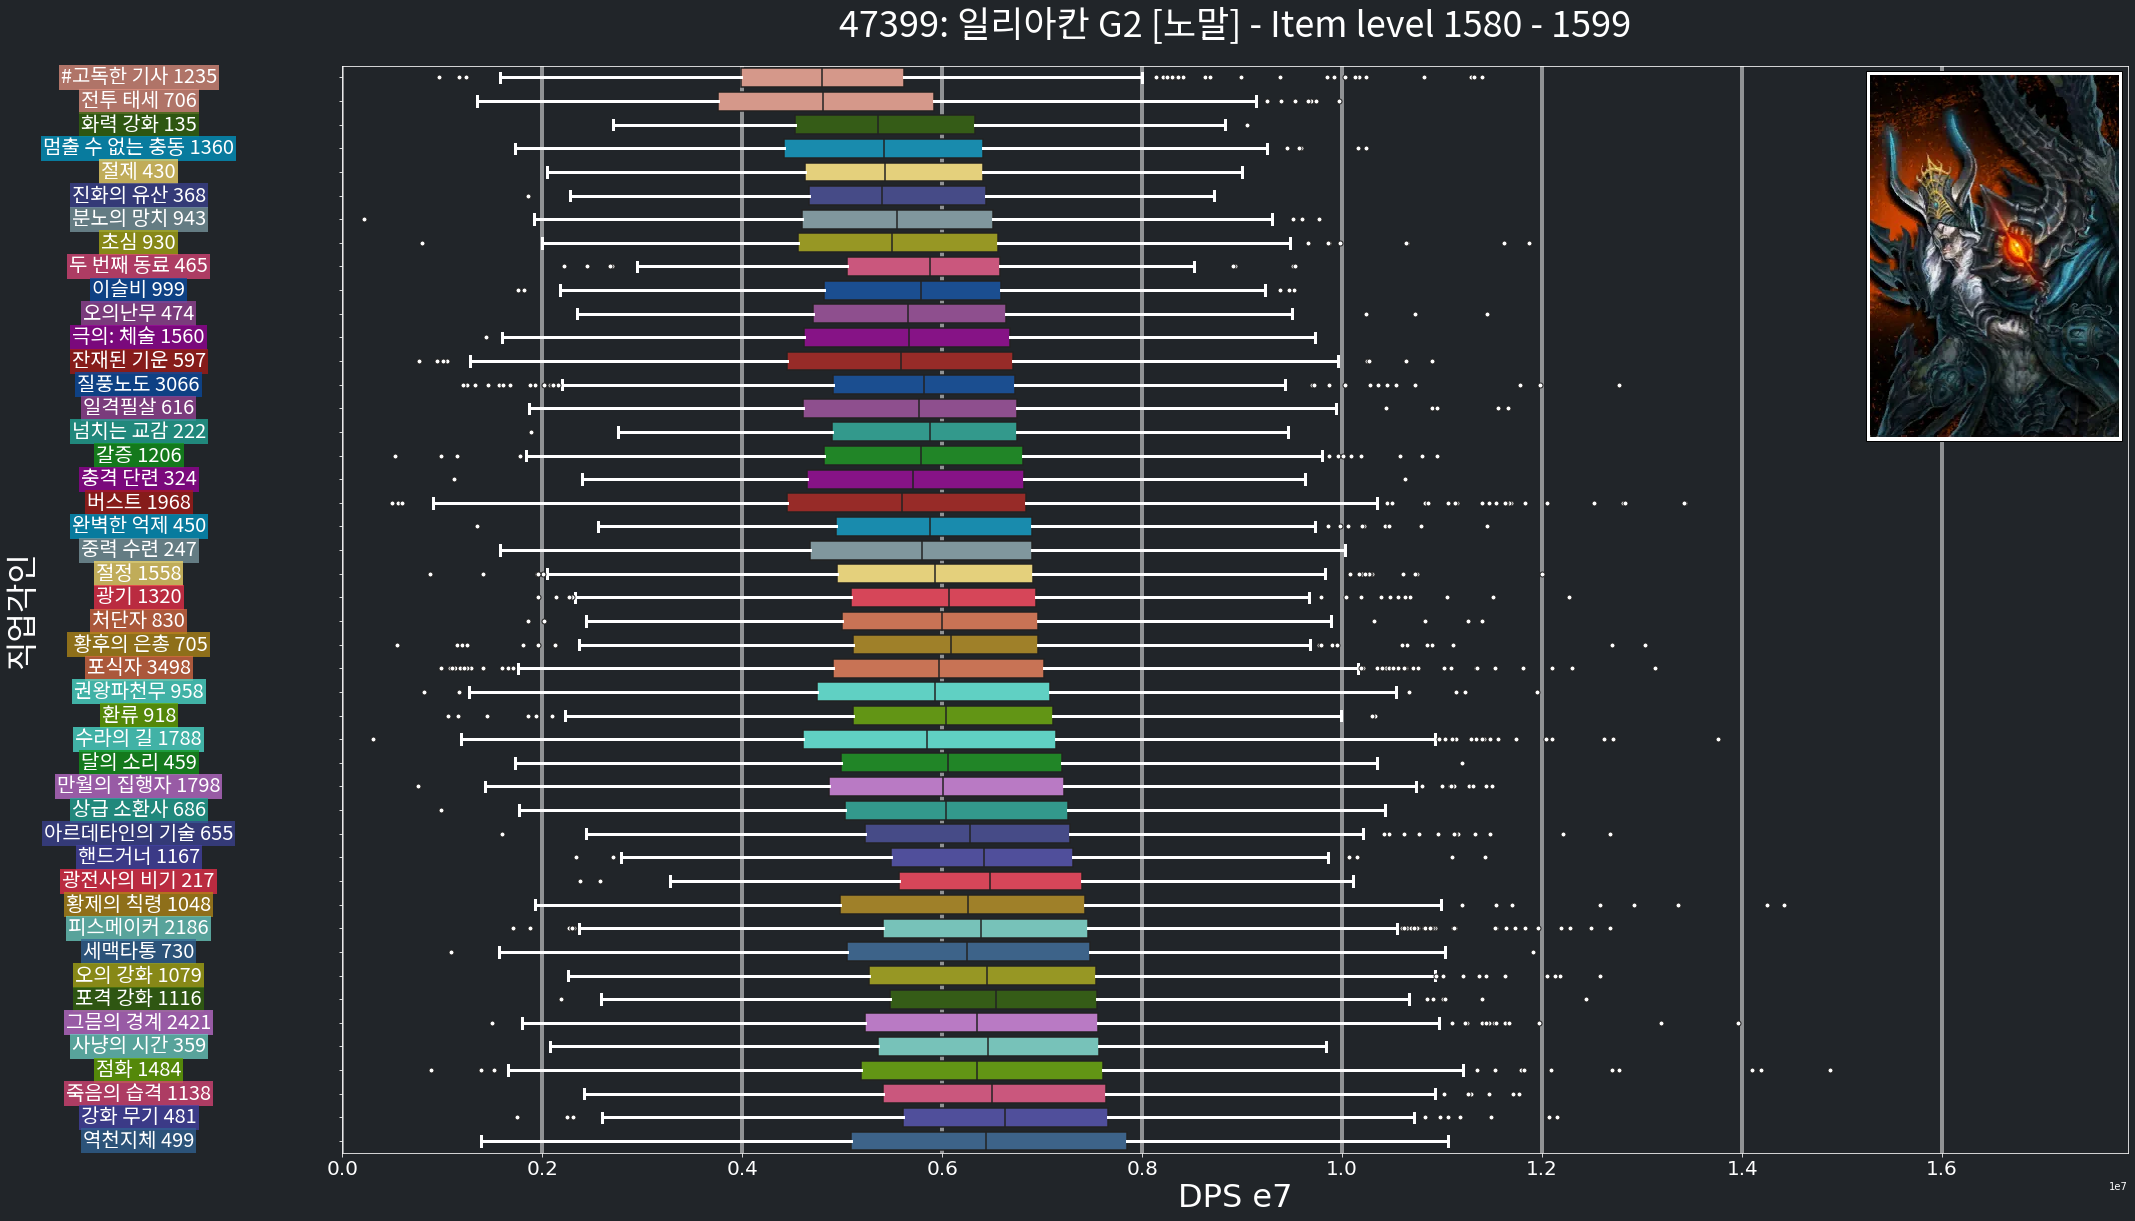 47399: 일리아칸 G2 [노말] - Item level 1580 - 1599
#고독한 기사 1235
전투 태세 706
화력 강화 135
멈출 수 없는 충동 1360
절제 430
진화의 유산 368
분노의 망치 943
초심 930
두 번째 동료 465
이슬비 999
오의난무 474
극의: 체술 1560
잔재된 기운 597
질풍노도 3066
일격필살 616
넘치는 교감 222
갈증 1206
충격 단련 324
버스트 1968
완벽한 억제 450
중력 수련 247
절정 1558
광기 1320
처단자 830
황후의 은총 705
포식자 3498
권왕파천무 958
환류 918
수라의 길 1788
달의 소리 459
만월의 집행자 1798
상급 소환사 686
아르데타인의 기술 655
핸드거너 1167
광전사의 비기 217
황제의 칙령 1048
피스메이커 2186
세맥타통 730
오의 강화 1079
포격 강화 1116
그믐의 경계 2421
사냥의 시간 359
점화 1484
죽음의 습격 1138
강화 무기 481
역천지체 499
직업각인
0.0 0.2 0.4 0.6 0.8 1.0 1.2 1.4 1.6
DPS e7
1e7